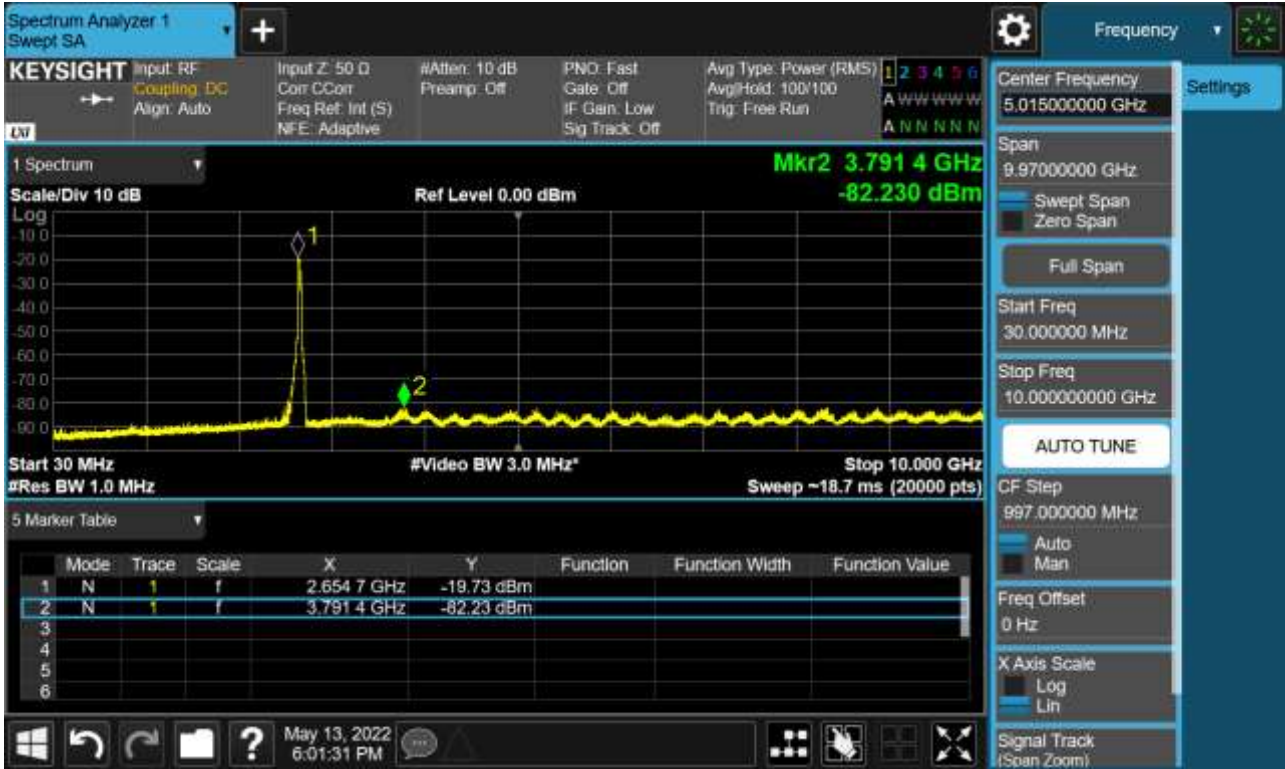 Spectrum Analyzer 1
Swept SA
Frequency
KEYSIGHT
Input: RF
Coupling: DC
Align: Auto
Input Z: 50 Ω
Corr CCorr
Freq Ref: Int (S)
NFE: Adaptive
#Atten: 10 dB
Preamp: Off
PNO: Fast
Gate: Off
IF Gain: Low
Sig Track: Off
Avg Type: Power (RMS)
Avg|Hold: 100/100
Trig: Free Run
1 2 3 4 5 6
A W W W W W
A N N N N N
LXI
1 Spectrum
Mkr2 3.791 4 GHz
Scale/Div 10 dB
Ref Level 0.00 dBm
-82.230 dBm
Log
-10.0
-20.0
-30.0
-40.0
-50.0
-60.0
-70.0
-80.0
-90.0
1
2
Start 30 MHz
#Video BW 3.0 MHz*
Stop 10.000 GHz
#Res BW 1.0 MHz
Sweep ~18.7 ms (20000 pts)
5 Marker Table
Mode Trace Scale X Y Function Function Width Function Value
1 N 1 f 2.654 7 GHz -19.73 dBm
2 N 1 f 3.791 4 GHz -82.23 dBm
3
4
5
6
May 13, 2022
6:01:31 PM
Center Frequency
5.015000000 GHz
Settings
Span
9.97000000 GHz
Swept Span
Zero Span
Full Span
Start Freq
30.000000 MHz
Stop Freq
10.000000000 GHz
AUTO TUNE
CF Step
997.000000 MHz
Auto
Man
Freq Offset
0 Hz
X Axis Scale
Log
Lin
Signal Track
(Span Zoom)